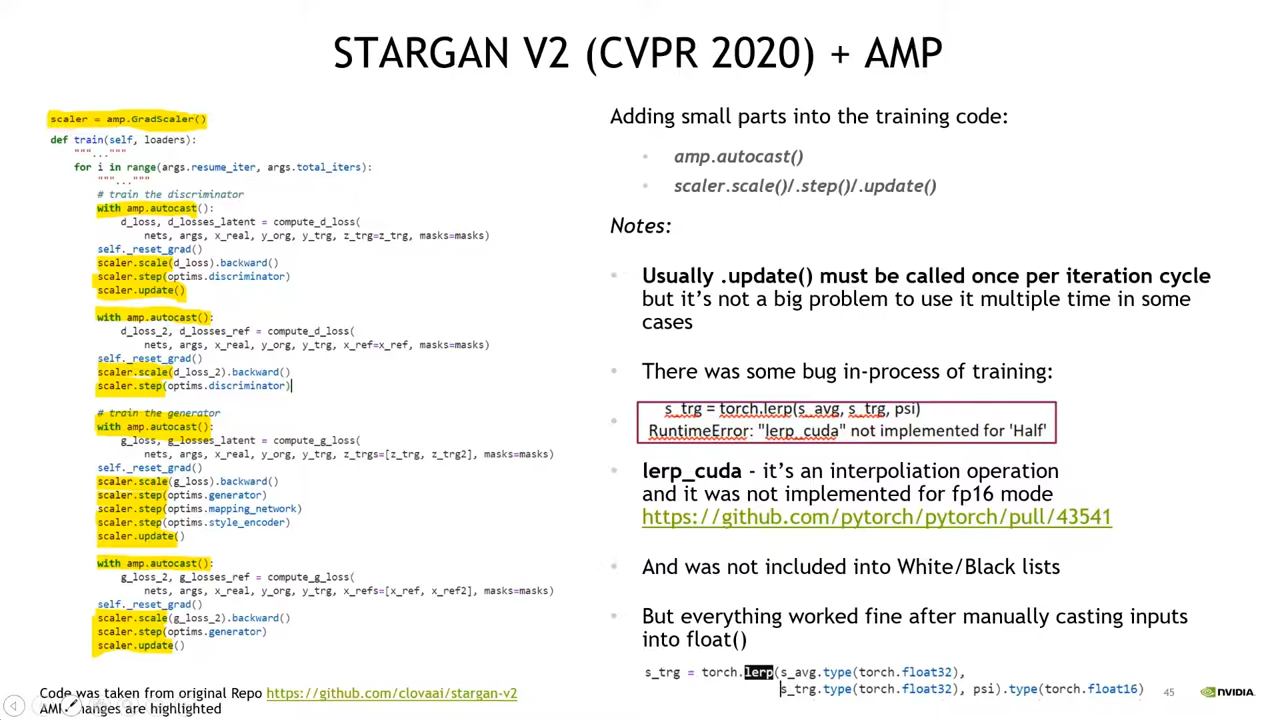 STARGAN V2 (CVPR 2020) + AMP
scaler = amp.GradScaler()
def train(self, loaders):
"""..."""
for i in range(args.resume_iter, args.total_iters):
"""..."""
# train the discriminator
with amp.autocast():
d_loss, d_losses_latent = compute_d_loss(
nets, args, x_real, y_org, y_trg, z_trg=z_trg, masks=masks)
self._reset_grad()
scaler.scale(d_loss).backward()
scaler.step(optims.discriminator)
scaler.update()
with amp.autocast():
d_loss_2, d_losses_ref = compute_d_loss(
nets, args, x_real, y_org, y_trg, x_ref=x_ref, masks=masks)
self._reset_grad()
scaler.scale(d_loss_2).backward()
scaler.step(optims.discriminator)
# train the generator
with amp.autocast():
g_loss, g_losses_latent = compute_g_loss(
nets, args, x_real, y_org, y_trg, z_trgs=[z_trg, z_trg2], masks=masks)
self._reset_grad()
scaler.scale(g_loss).backward()
scaler.step(optims.generator)
scaler.step(optims.mapping_network)
scaler.step(optims.style_encoder)
scaler.update()
with amp.autocast():
g_loss_2, g_losses_ref = compute_g_loss(
nets, args, x_real, y_org, y_trg, x_refs=[x_ref, x_ref2], masks=masks)
self._reset_grad()
scaler.scale(g_loss_2).backward()
scaler.step(optims.generator)
scaler.update()
Code was taken from original Repo https://github.com/clovaai/stargan-v2
AMP changes are highlighted
Adding small parts into the training code:
amp.autocast()
scaler.scale()/.step()/.update()
Notes:
Usually .update() must be called once per iteration cycle
but it's not a big problem to use it multiple time in some
cases
There was some bug in-process of training:
s_trg = torch.lerp(s_avg, s_trg, psi)
RuntimeError: "lerp_cuda" not implemented for 'Half'
lerp_cuda - it's an interpoliation operation
and it was not implemented for fp16 mode
https://github.com/pytorch/pytorch/pull/43541
And was not included into White/Black lists
But everything worked fine after manually casting inputs
into float()
s_trg = torch.lerp(s_avg.type(torch.float32),
s_trg.type(torch.float32), psi).type(torch.float16)
45
NVIDIA.